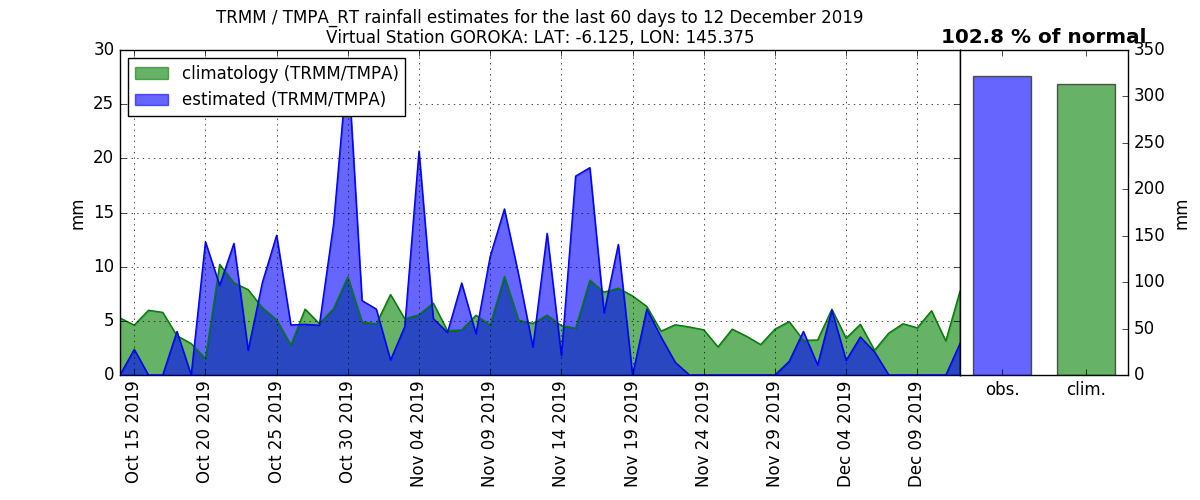 TRMM / TMPA_RT rainfall estimates for the last 60 days to 12 December 2019
Virtual Station GOROKA: LAT: -6.125, LON: 145.375
102.8 % of normal
climatology (TRMM/TMPA)
estimated (TRMM/TMPA)
30
25
20
15
10
5
0
mm
Oct 15 2019
Oct 20 2019
Oct 25 2019
Oct 30 2019
Nov 04 2019
Nov 09 2019
Nov 14 2019
Nov 19 2019
Nov 24 2019
Nov 29 2019
Dec 04 2019
Dec 09 2019
350
300
250
200
150
100
50
0
mm
obs.
clim.